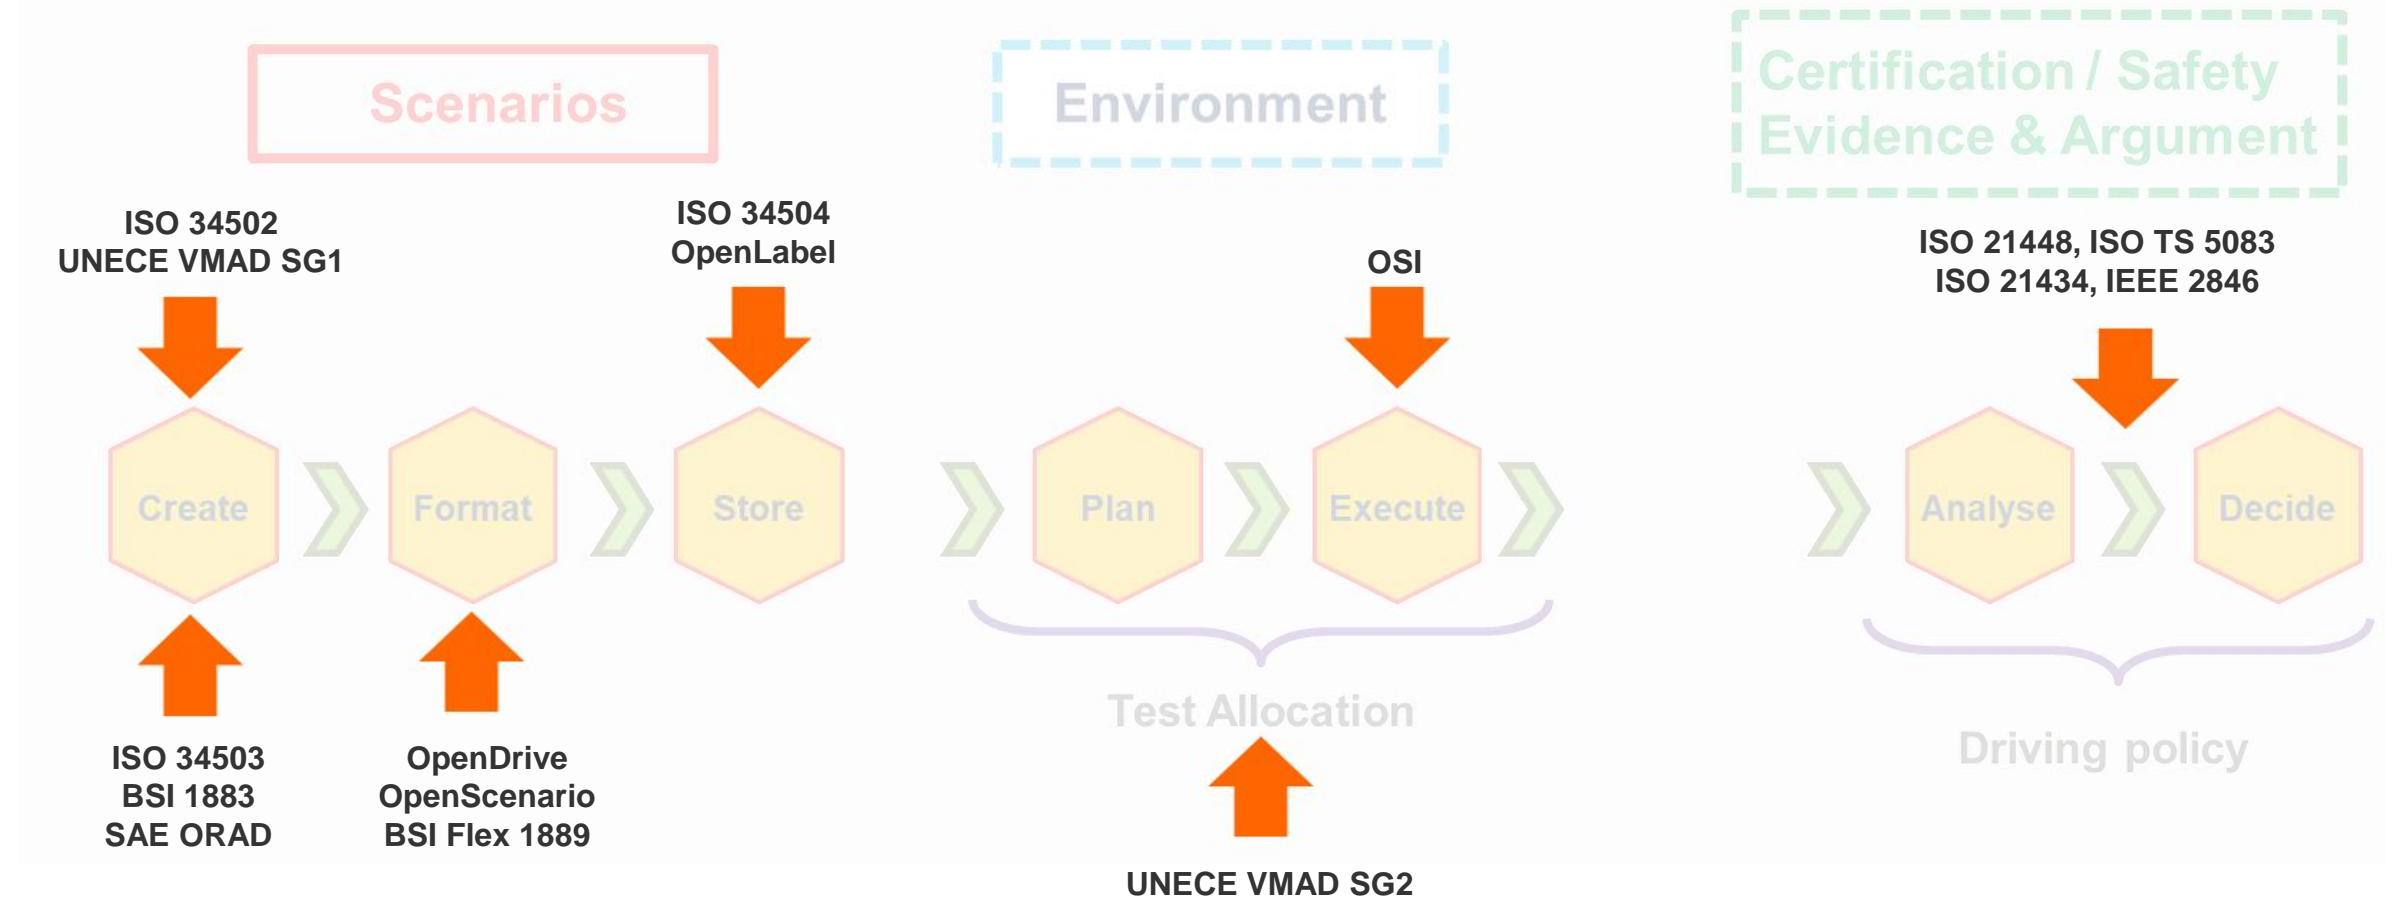 Scenarios
Environment
Certification / Safety
Evidence & Argument
ISO 34502
UNECE VMAD SG1
ISO 34504
OpenLabel
OSI
ISO 21448, ISO TS 5083
ISO 21434, IEEE 2846
Create
Format
Store
Plan
Execute
Analyse
Decide
Test Allocation
Driving policy
ISO 34503
BSI 1883
SAE ORAD
OpenDrive
OpenScenario
BSI Flex 1889
UNECE VMAD SG2